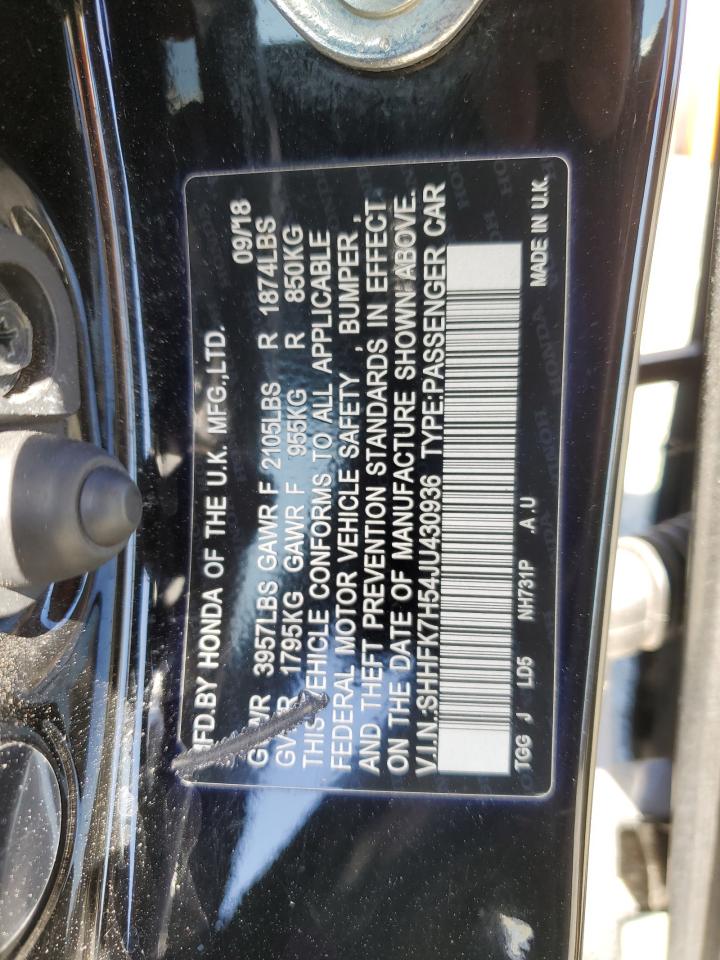 MFD.BY HONDA OF THE U.K. MFG.,LTD. 09/18
GVWR 3957LBS GAWR F 2105LBS R 1874LBS
GVWR 1795KG GAWR F 955KG R 850KG
THIS VEHICLE CONFORMS TO ALL APPLICABLE
FEDERAL MOTOR VEHICLE SAFETY , BUMPER ,
AND THEFT PREVENTION STANDARDS IN EFFECT
ON THE DATE OF MANUFACTURE SHOWN ABOVE.
V.I.N.:SHHFK7H54JU430936 TYPE:PASSENGER CAR
TGG J LD5 NH731P .A .U MADE IN U.K.